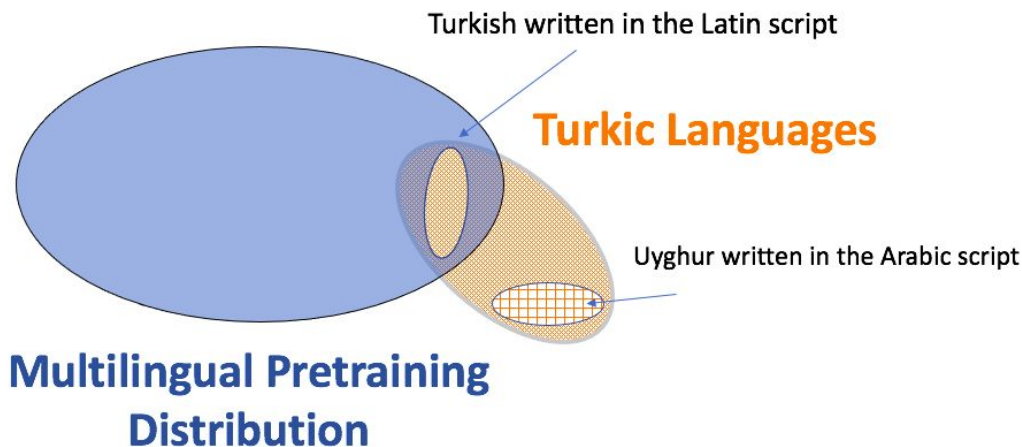 Turkish written in the Latin script
Turkic Languages
Uyghur written in the Arabic script
Multilingual Pretraining
Distribution